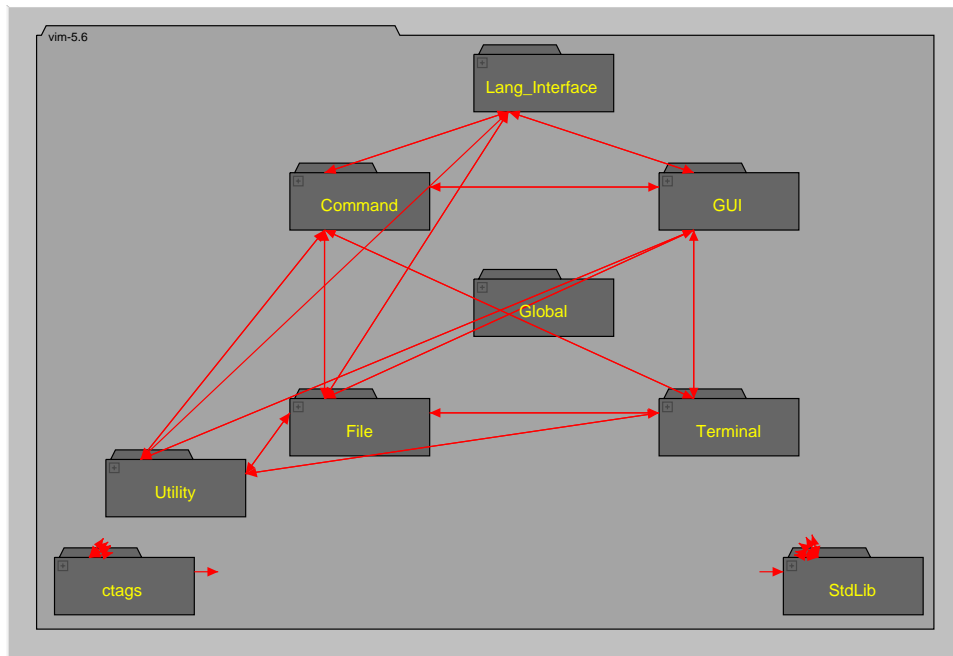 vim-5.6
Lang_Interface
Command
GUI
Global
File
Terminal
Utility
ctags
StdLib